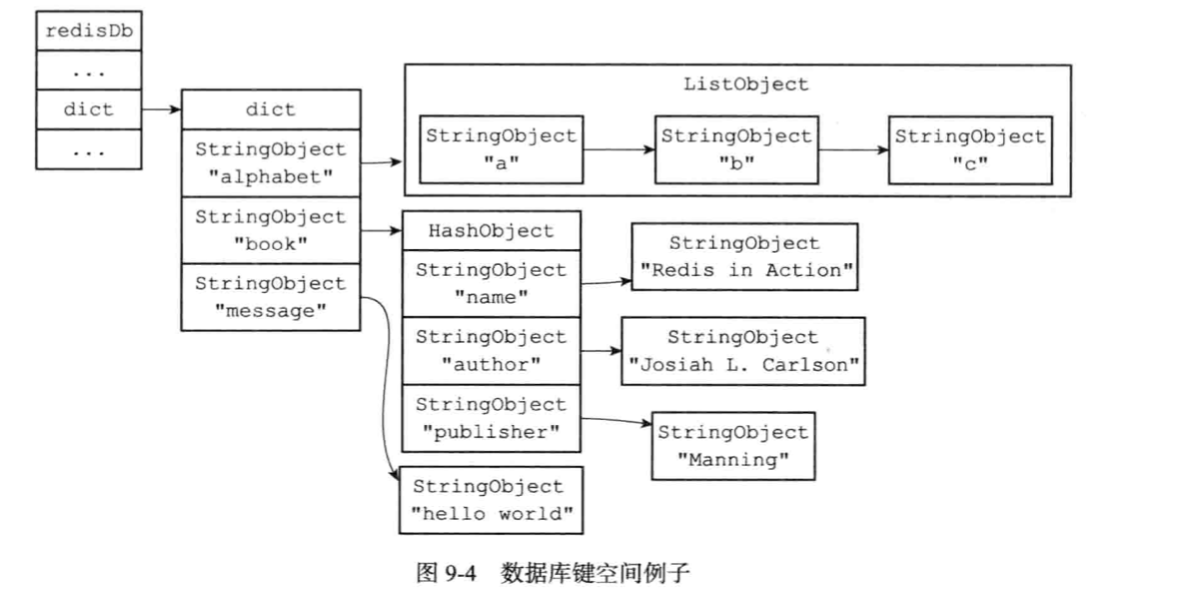 redisDb
...
dict
...
dict
StringObject
"alphabet"
StringObject
"book"
StringObject
"message"
ListObject
StringObject
"a"
StringObject
"b"
StringObject
"c"
HashObject
StringObject
"name"
StringObject
"author"
StringObject
"publisher"
StringObject
"Redis in Action"
StringObject
"Josiah L. Carlson"
StringObject
"Manning"
StringObject
"hello world"
图 9-4 数据库键空间例子